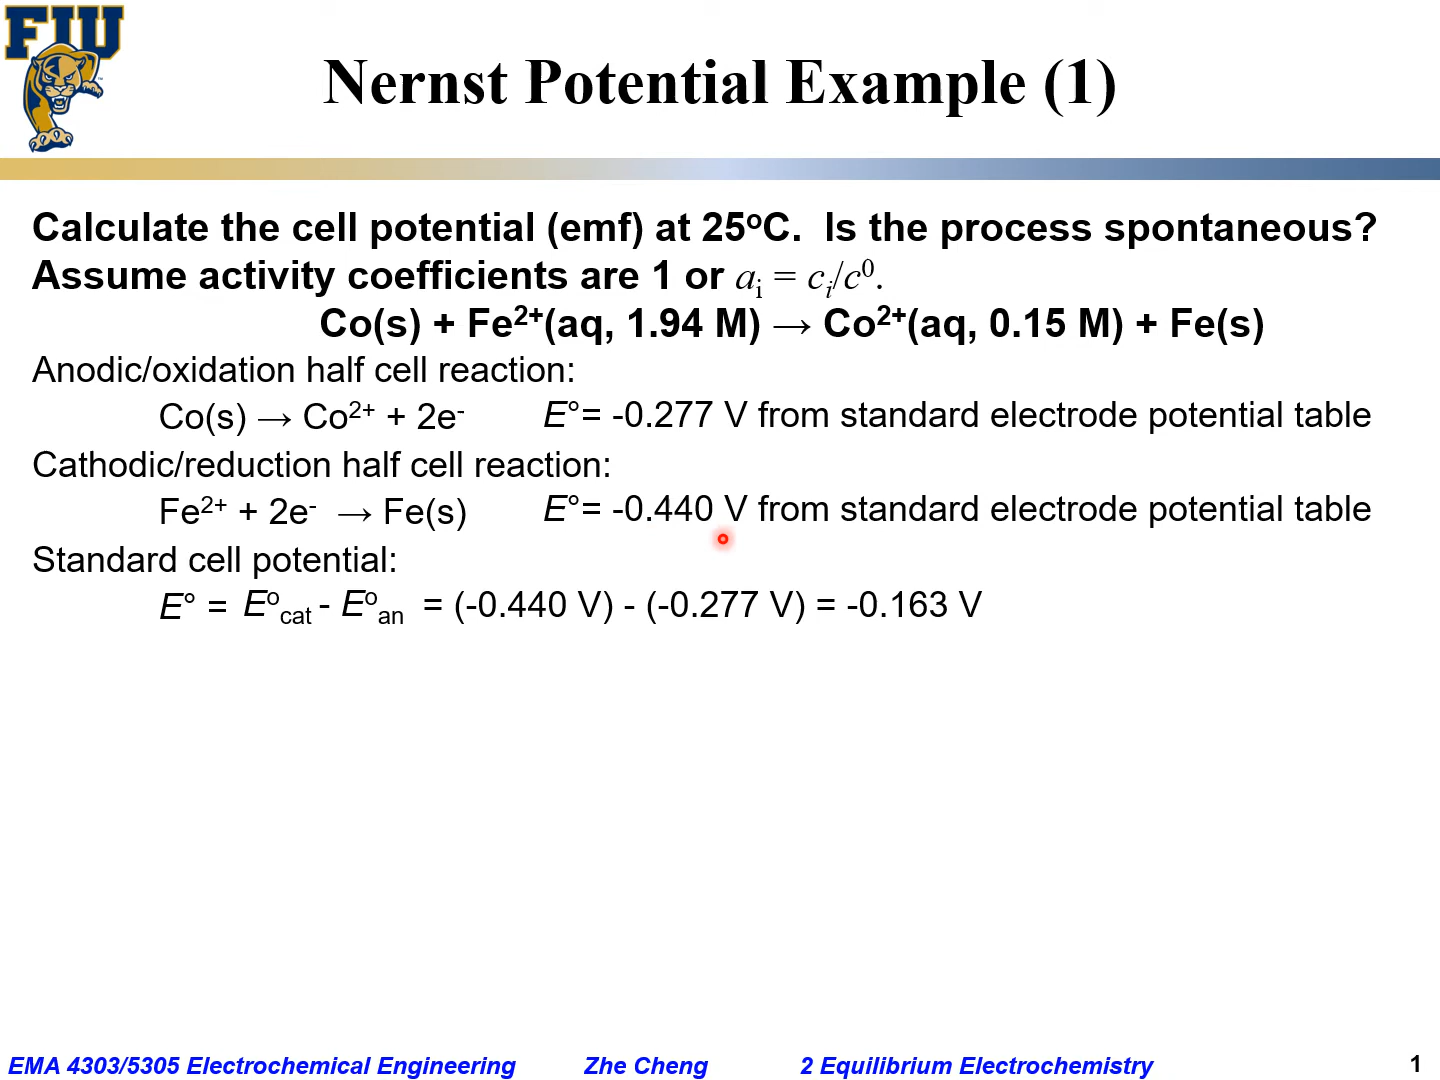 FIU
Nernst Potential Example (1)
Calculate the cell potential (emf) at 25ºC. Is the process spontaneous?
Assume activity coefficients are 1 or aᵢ = cᵢ/c⁰.
Co(s) + Fe²⁺(aq, 1.94 M) → Co²⁺(aq, 0.15 M) + Fe(s)
Anodic/oxidation half cell reaction:
Co(s) → Co²⁺ + 2e⁻ E°= -0.277 V from standard electrode potential table
Cathodic/reduction half cell reaction:
Fe²⁺ + 2e⁻ → Fe(s) E°= -0.440 V from standard electrode potential table
Standard cell potential:
E° = Eº_cat - Eº_an = (-0.440 V) - (-0.277 V) = -0.163 V
EMA 4303/5305 Electrochemical Engineering Zhe Cheng 2 Equilibrium Electrochemistry 1